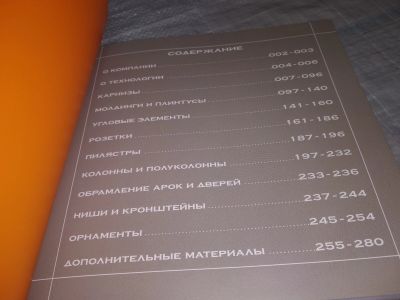 СОДЕРЖАНИЕ
О КОМПАНИИ 002-003
О ТЕХНОЛОГИИ 004-006
КАРНИЗЫ 007-096
МОЛДИНГИ И ПЛИНТУСЫ 097-140
УГЛОВЫЕ ЭЛЕМЕНТЫ 141-160
РОЗЕТКИ 161-186
ПИЛЯСТРЫ 187-196
КОЛОННЫ И ПОЛУКОЛОННЫ 197-232
ОБРАМЛЕНИЕ АРОК И ДВЕРЕЙ 233-236
НИШИ И КРОНШТЕЙНЫ 237-244
ОРНАМЕНТЫ 245-254
ДОПОЛНИТЕЛЬНЫЕ МАТЕРИАЛЫ 255-280